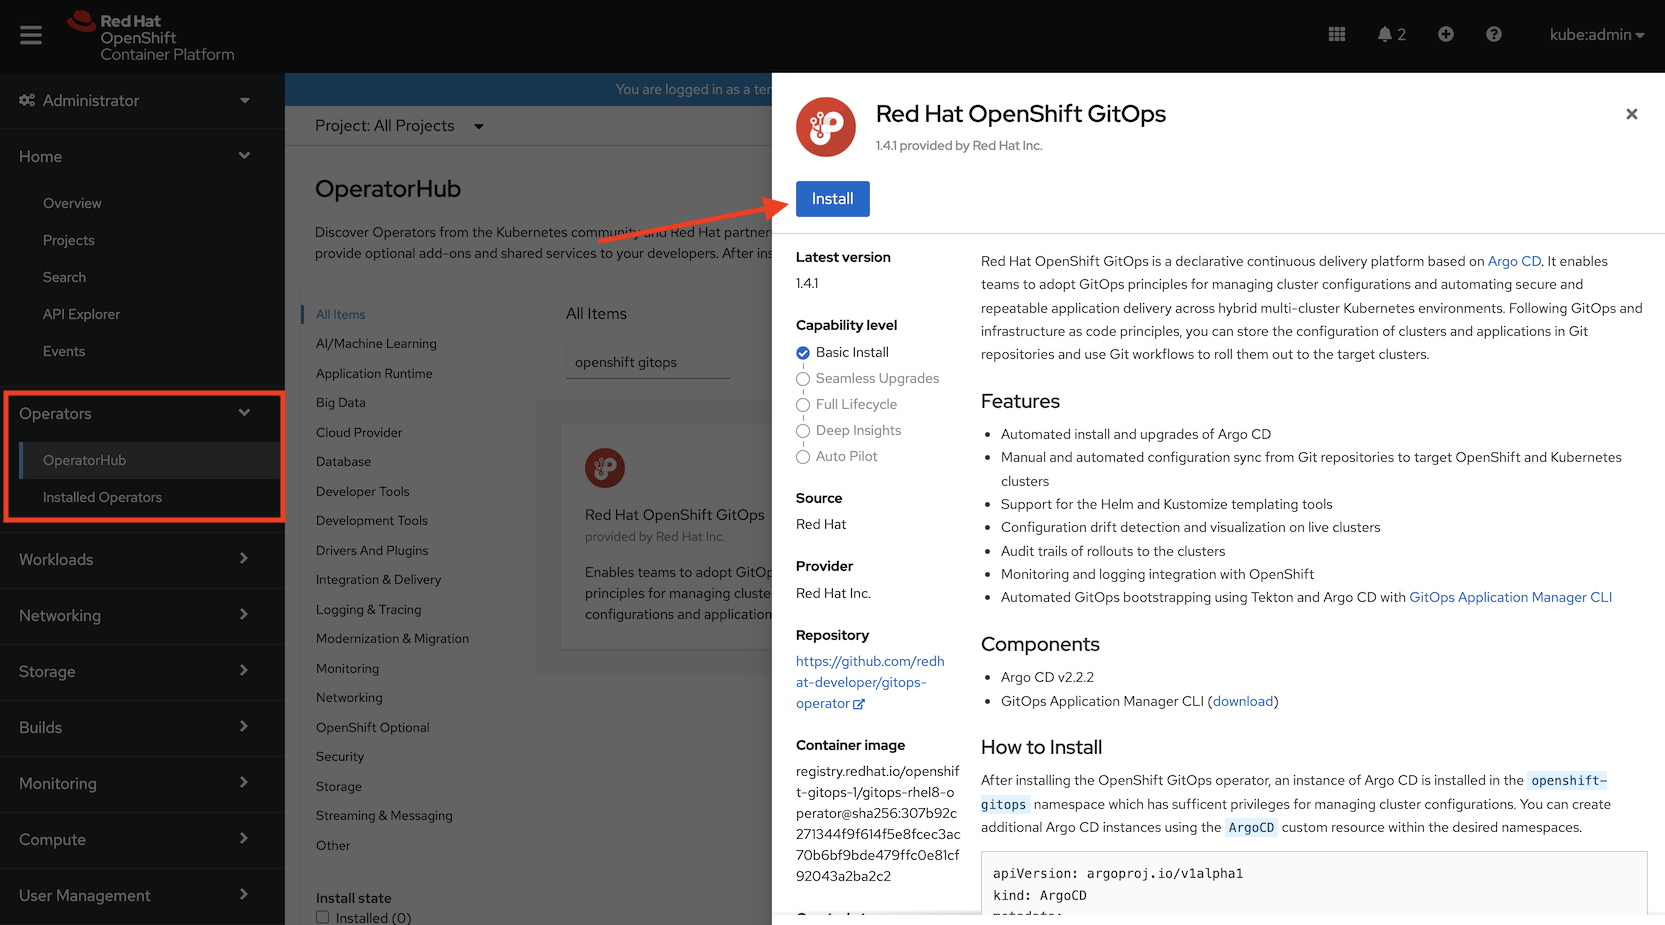 Red Hat
OpenShift
Container Platform
2
kube:admin
Administrator
Home
Overview
Projects
Search
API Explorer
Events
Operators
OperatorHub
Installed Operators
Workloads
Networking
Storage
Builds
Monitoring
Compute
User Management
You are logged in as a
Project: All Projects
OperatorHub
Discover Operators from the Kubernetes community and Red Hat
provide optional add-ons and shared services to your developers. After
All Items
AI/Machine Learning
Application Runtime
Big Data
Cloud Provider
Database
Developer Tools
Development Tools
Drivers And Plugins
Integration & Delivery
Logging & Tracing
Modernization & Migration
Monitoring
Networking
OpenShift Optional
Security
Storage
Streaming & Messaging
Other
Install state
Installed (0)
All Items
openshift gitops
Red Hat OpenShift GitOps
provided by Red Hat Inc.
Enables teams to adopt
principles for managing
configurations and application
Red Hat OpenShift GitOps
1.4.1 provided by Red Hat Inc.
Install
Latest version
1.4.1
Capability level
Basic Install
Seamless Upgrades
Full Lifecycle
Deep Insights
Auto Pilot
Source
Red Hat
Provider
Red Hat Inc.
Repository
https://github.com/redh
at-developer/gitops-
operator
Container image
registry.redhat.io/openshif
t-gitops-1/gitops-rhel8-o
perator@sha256:307b92c
271344f9f614f5e8fcec3ac
70b6bf9bde479ffc0e81cf
92043a2ba2c2
Red Hat OpenShift GitOps is a declarative continuous delivery platform based on Argo CD. It enables
teams to adopt GitOps principles for managing cluster configurations and automating secure and
repeatable application delivery across hybrid multi-cluster Kubernetes environments. Following GitOps and
infrastructure as code principles, you can store the configuration of clusters and applications in Git
repositories and use Git workflows to roll them out to the target clusters.
Features
Automated install and upgrades of Argo CD
Manual and automated configuration sync from Git repositories to target OpenShift and Kubernetes
clusters
Support for the Helm and Kustomize templating tools
Configuration drift detection and visualization on live clusters
Audit trails of rollouts to the clusters
Monitoring and logging integration with OpenShift
Automated GitOps bootstrapping using Tekton and Argo CD with GitOps Application Manager CLI
Components
Argo CD v2.2.2
GitOps Application Manager CLI (download)
How to Install
After installing the OpenShift GitOps operator, an instance of Argo CD is installed in the openshift-
gitops namespace which has sufficent privileges for managing cluster configurations. You can create
additional Argo CD instances using the ArgoCD custom resource within the desired namespaces.
apiVersion: argoproj.io/v1alpha1
kind: ArgoCD